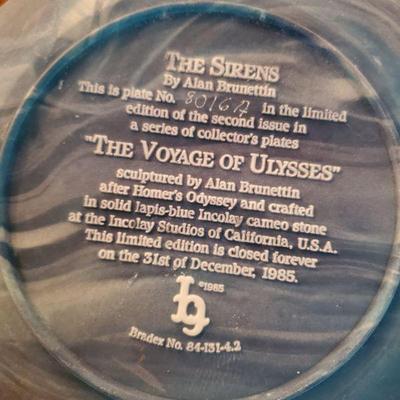 THE SIRENS
By Alan Brunettin
This is plate No. 8016A in the limited
edition of the second issue in
a series of collector's plates
"THE VOYAGE OF ULYSSES"
sculptured by Alan Brunettin
after Homer's Odyssey and crafted
in solid lapis-blue Incolay cameo stone
at the Incolay Studios of California, U.S.A.
This limited edition is closed forever
on the 31st of December, 1985.
©1985
Bradex No. 84-I31-4.2